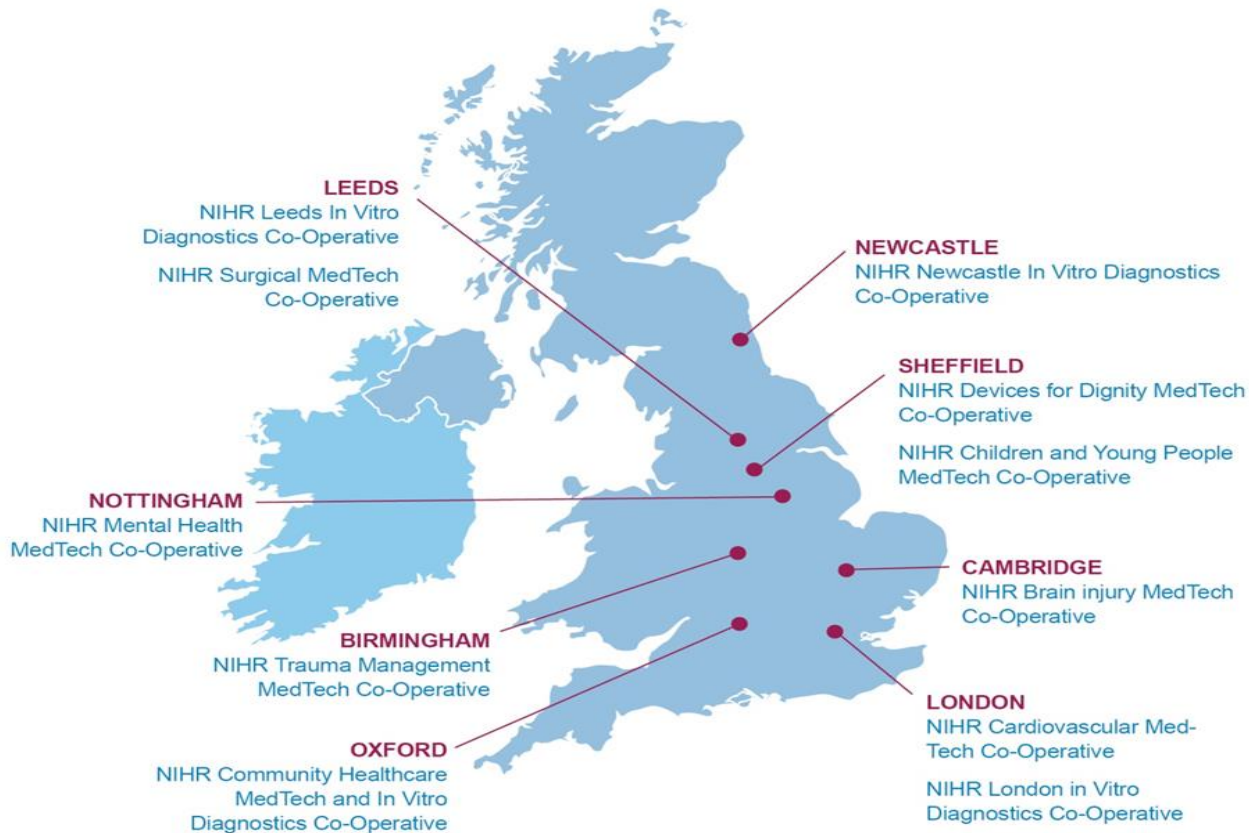 LEEDS
NIHR Leeds In Vitro
Diagnostics Co-Operative
NIHR Surgical MedTech
Co-Operative
NEWCASTLE
NIHR Newcastle In Vitro Diagnostics
Co-Operative
SHEFFIELD
NIHR Devices for Dignity MedTech
Co-Operative
NIHR Children and Young People
MedTech Co-Operative
NOTTINGHAM
NIHR Mental Health
MedTech Co-Operative
CAMBRIDGE
NIHR Brain injury MedTech
Co-Operative
BIRMINGHAM
NIHR Trauma Management
MedTech Co-Operative
LONDON
NIHR Cardiovascular Med-
Tech Co-Operative
NIHR London in Vitro
Diagnostics Co-Operative
OXFORD
NIHR Community Healthcare
MedTech and In Vitro
Diagnostics Co-Operative